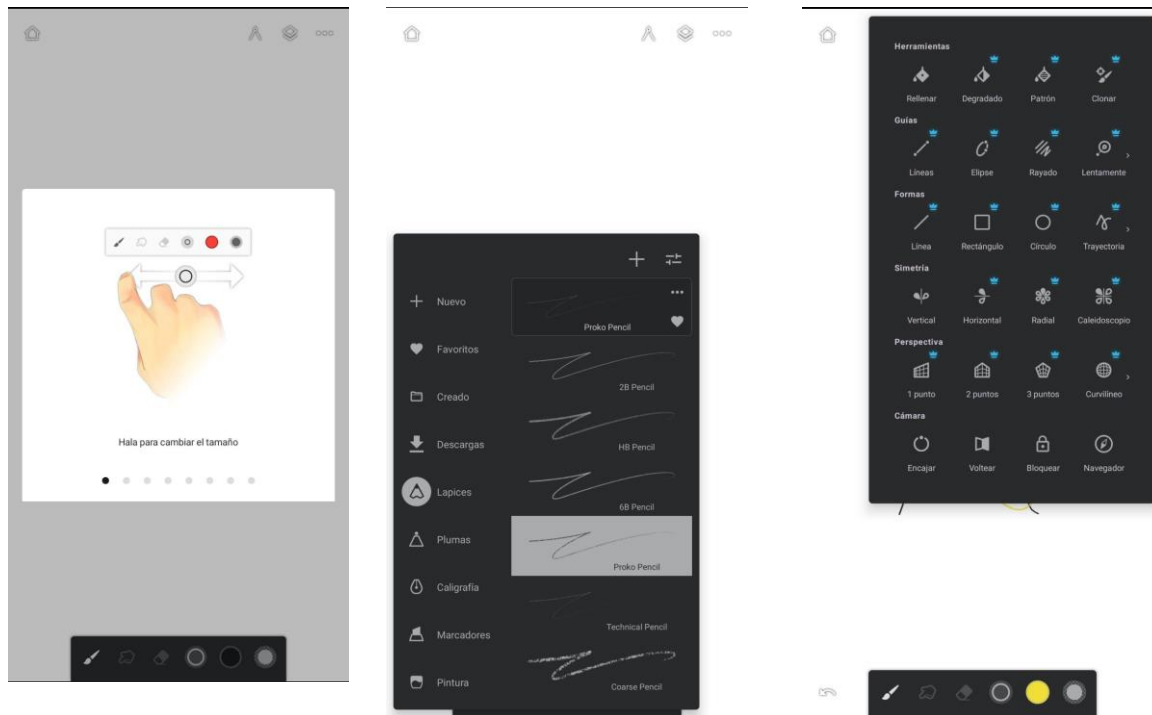 Hala para cambiar el tamaño
Proko Pencil
Nuevo
Favoritos
2B Pencil
Creado
HB Pencil
Descargas
Lapices
6B Pencil
Plumas
Proko Pencil
Caligrafía
Technical Pencil
Marcadores
Pintura
Coarse Pencil
Herramientas
Rellenar Degradado Patrón Clonar
Guías
Líneas Elipse Rayado Lentamente
Formas
Línea Rectángulo Círculo Trayectoria
Simetría
Vertical Horizontal Radial Caleidoscopio
Perspectiva
1 punto 2 puntos 3 puntos Curvilíneo
Cámara
Encajar Voltear Bloquear Navegador